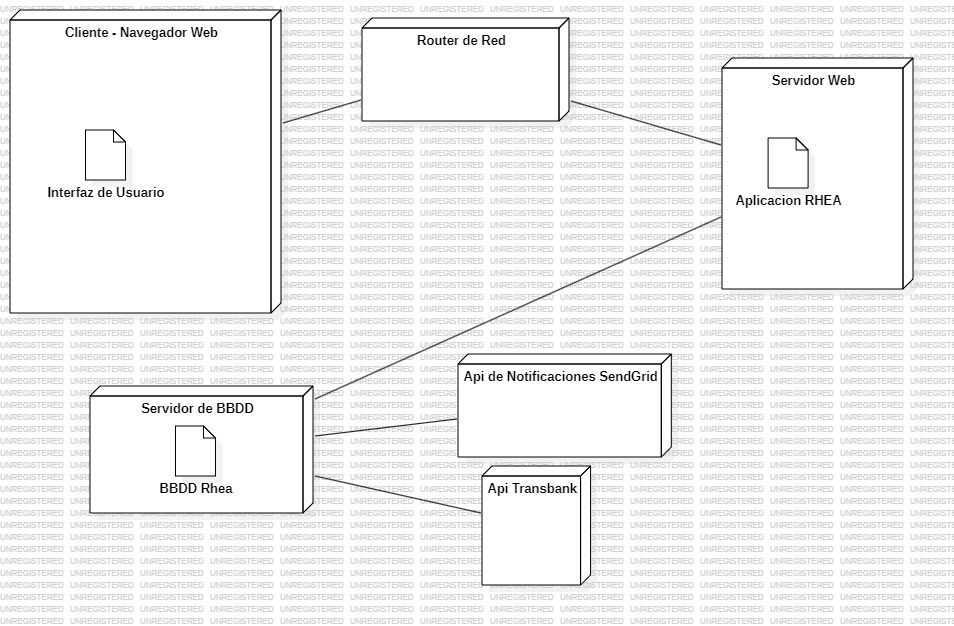 Cliente - Navegador Web
Router de Red
Servidor Web
Interfaz de Usuario
Aplicacion RHEA
Api de Notificaciones SendGrid
Servidor de BBDD
BBDD Rhea
Api Transbank
UNREGISTERED